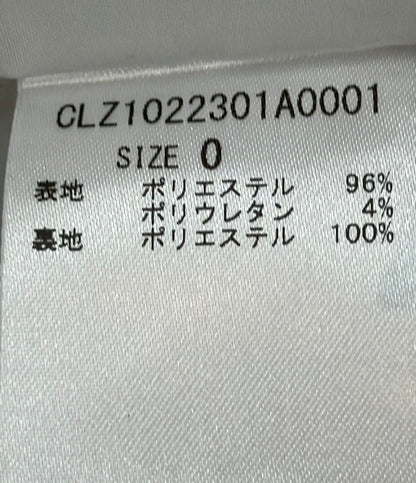 CLZ1022301A0001
SIZE 0
表地 ポリエステル 96%
ポリウレタン 4%
裏地 ポリエステル 100%